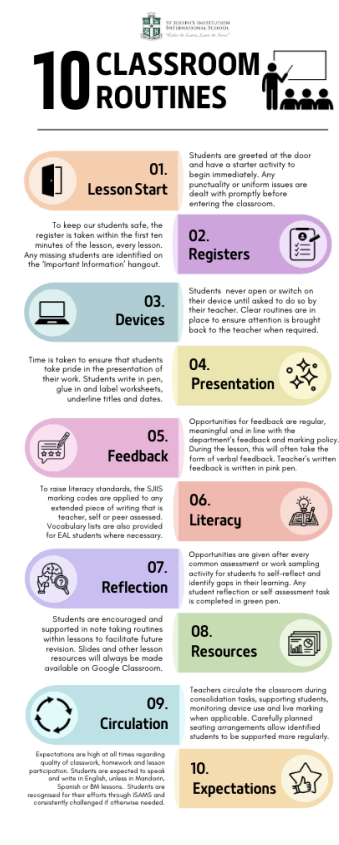 ST JOSEPH'S INSTITUTION
INTERNATIONAL SCHOOL
"Enter to Learn, Leave to Serve"
10 CLASSROOM
ROUTINES
01.
Lesson Start
Students are greeted at the door
and have a starter activity to
begin immediately. Any
punctuality or uniform issues are
dealt with promptly before
entering the classroom.
To keep our students safe, the
register is taken within the first ten
minutes of the lesson, every lesson.
Any missing students are identified on
the 'Important Information' hangout.
02.
Registers
03.
Devices
Students never open or switch on
their device until asked to do so by
their teacher. Clear routines are in
place to ensure attention is brought
back to the teacher when required.
Time is taken to ensure that students
take pride in the presentation of
their work. Students write in pen,
glue in and label worksheets,
underline titles and dates.
04.
Presentation
05.
Feedback
Opportunities for feedback are regular,
meaningful and in line with the
department's feedback and marking policy.
During the lesson, this will often take the
form of verbal feedback. Teacher's written
feedback is written in pink pen.
To raise literacy standards, the SJIIS
marking codes are applied to any
extended piece of writing that is
teacher, self or peer assessed.
Vocabulary lists are also provided
for EAL students where necessary.
06.
Literacy
07.
Reflection
Opportunities are given after every
common assessment or work sampling
activity for students to self-reflect and
identify gaps in their learning. Any
student reflection or self assessment task
is completed in green pen.
Students are encouraged and
supported in note taking routines
within lessons to facilitate future
revision. Slides and other lesson
resources will always be made
available on Google Classroom.
08.
Resources
09.
Circulation
Teachers circulate the classroom during
consolidation tasks, supporting students,
monitoring device use and live marking
when applicable. Carefully planned
seating arrangements allow identified
students to be supported more regularly.
Expectations are high at all times regarding
quality of classwork, homework and lesson
participation. Students are expected to speak
and write in English, unless in Mandarin,
Spanish or BM lessons. Students are
recognised for their efforts through ISAMS and
consistently challenged if otherwise needed.
10.
Expectations